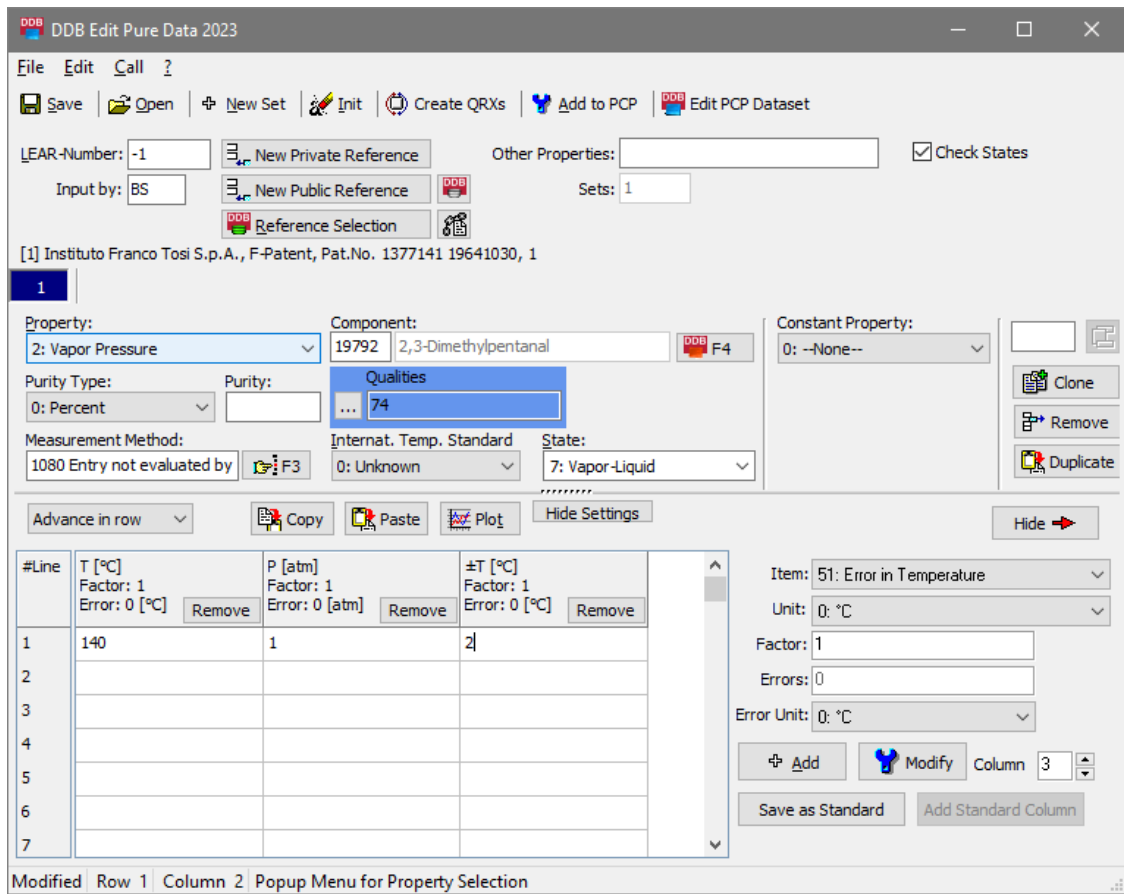 DDB Edit Pure Data 2023
File Edit Call ?
Save Open New Set Init Create QRXs Add to PCP DDB Edit PCP Dataset
LEAR-Number: -1 New Private Reference Other Properties: Check States
Input by: BS New Public Reference DDB Sets: 1
DDB Reference Selection
[1] Instituto Franco Tosi S.p.A., F-Patent, Pat.No. 1377141 19641030, 1
1
Property: Component: Constant Property:
2: Vapor Pressure 19792 2,3-Dimethylpentanal DDB F4 0: --None--
Purity Type: Purity: Qualities Clone
0: Percent ... 74 Remove
Measurement Method: Internat. Temp. Standard State:
1080 Entry not evaluated by F3 0: Unknown 7: Vapor-Liquid Duplicate
Advance in row Copy Paste Plot Hide Settings Hide
#Line T [°C] P [atm] ±T [°C]
Factor: 1 Factor: 1 Factor: 1
Error: 0 [°C] Remove Error: 0 [atm] Remove Error: 0 [°C] Remove
1 140 1 2
2
3
4
5
6
7
Item: 51: Error in Temperature
Unit: 0: °C
Factor: 1
Errors: 0
Error Unit: 0: °C
Add Modify Column 3
Save as Standard Add Standard Column
Modified Row 1 Column 2 Popup Menu for Property Selection